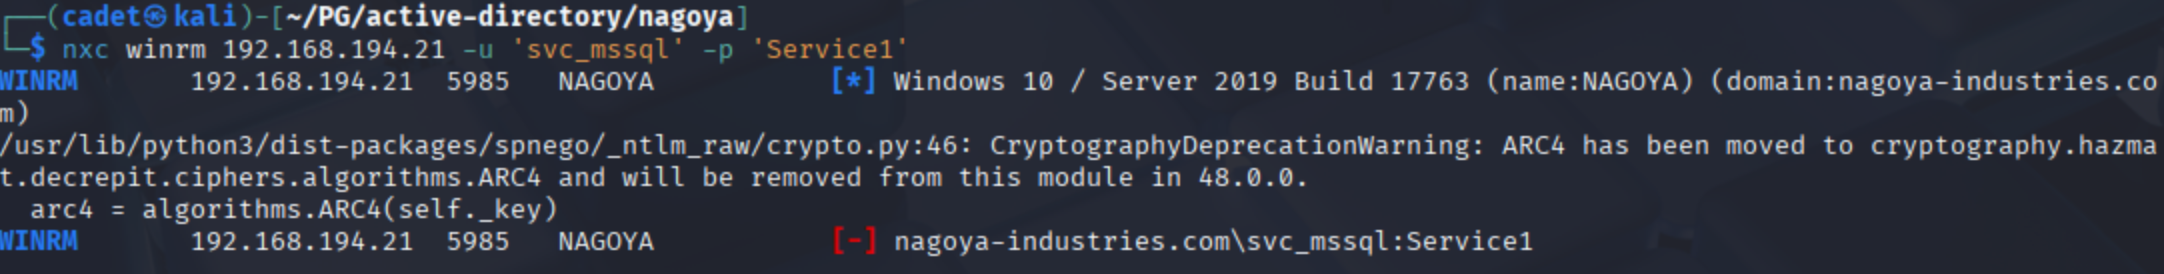 ┌──(cadet㉿kali)-[~/PG/active-directory/nagoya]
└─$ nxc winrm 192.168.194.21 -u 'svc_mssql' -p 'Service1'
WINRM       192.168.194.21  5985   NAGOYA           [*] Windows 10 / Server 2019 Build 17763 (name:NAGOYA) (domain:nagoya-industries.co
m)
/usr/lib/python3/dist-packages/spnego/_ntlm_raw/crypto.py:46: CryptographyDeprecationWarning: ARC4 has been moved to cryptography.hazma
t.decrepit.ciphers.algorithms.ARC4 and will be removed from this module in 48.0.0.
  arc4 = algorithms.ARC4(self._key)
WINRM       192.168.194.21  5985   NAGOYA           [-] nagoya-industries.com\svc_mssql:Service1